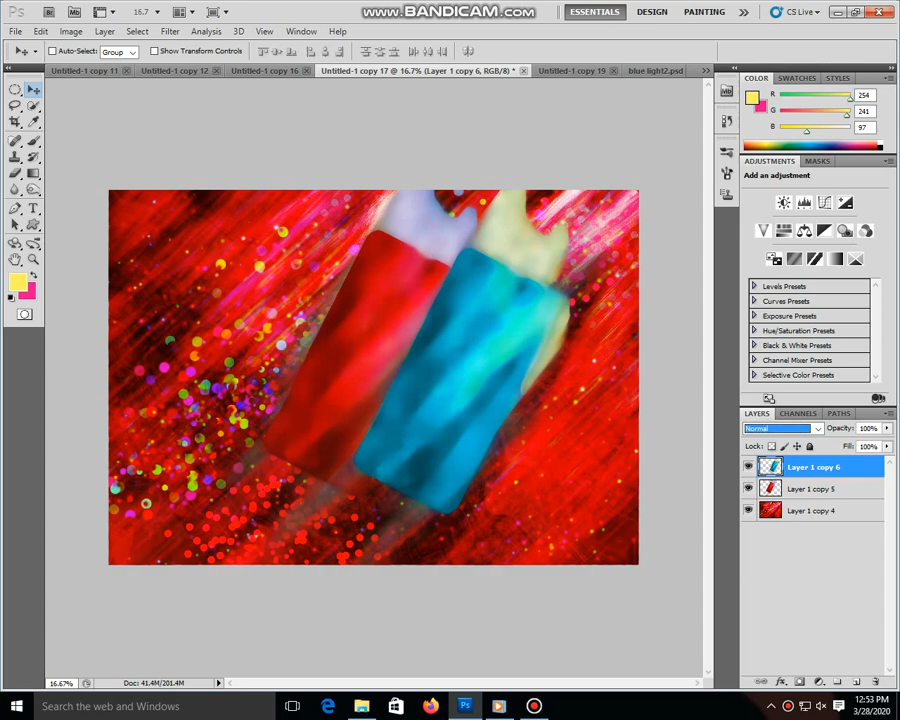 Ps Br Mb 16.7 www.BANDICAM.com ESSENTIALS DESIGN PAINTING CS Live
File Edit Image Layer Select Filter Analysis 3D View Window Help
Auto-Select: Group Show Transform Controls
Untitled-1 copy 11 Untitled-1 copy 12 Untitled-1 copy 16 Untitled-1 copy 17 @ 16.7% (Layer 1 copy 6, RGB/8) * Untitled-1 copy 19 blue light2.psd
COLOR SWATCHES STYLES
R 254
G 241
B 97
ADJUSTMENTS MASKS
Add an adjustment
Levels Presets
Curves Presets
Exposure Presets
Hue/Saturation Presets
Black & White Presets
Channel Mixer Presets
Selective Color Presets
LAYERS CHANNELS PATHS
Normal Opacity: 100%
Lock: Fill: 100%
Layer 1 copy 6
Layer 1 copy 5
Layer 1 copy 4
16.67% Doc: 41.4M/201.4M
Search the web and Windows
12:53 PM
3/28/2020